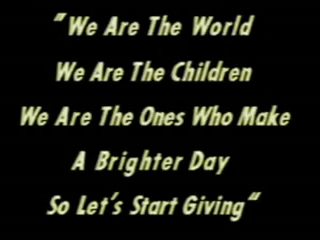 "We Are The World
We Are The Children
We Are The Ones Who Make
A Brighter Day
So Let's Start Giving"